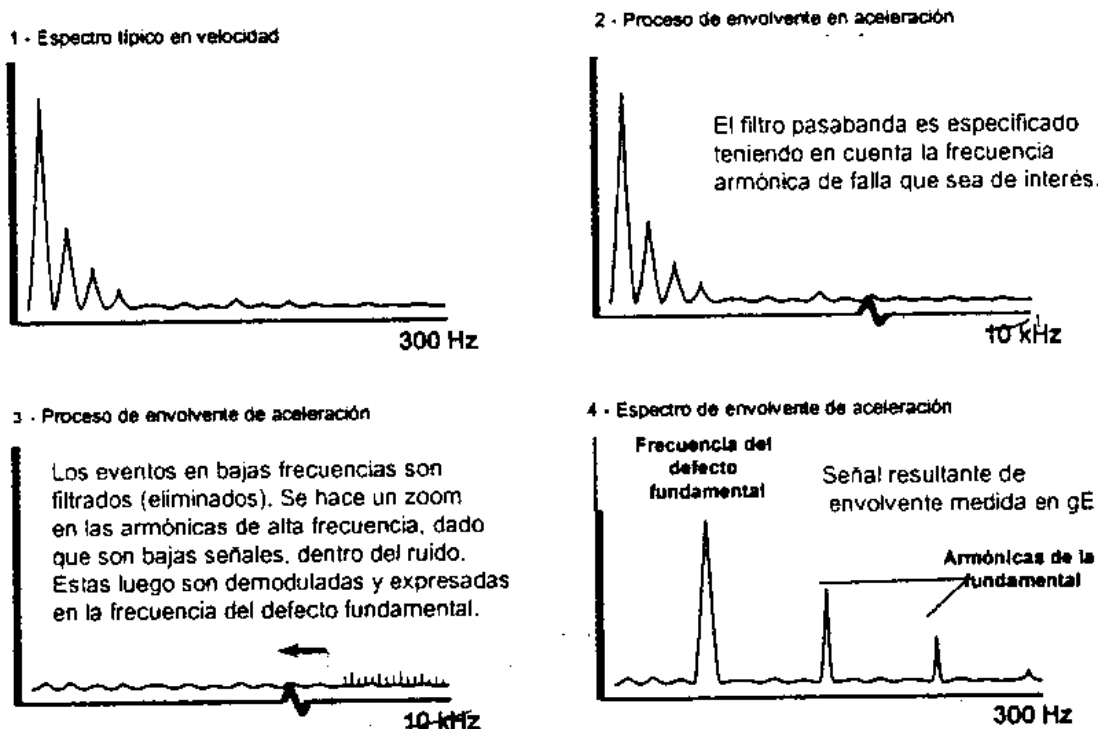 1 - Espectro típico en velocidad
300 Hz
2 - Proceso de envolvente en aceleración
El filtro pasabanda es especificado
teniendo en cuenta la frecuencia
armónica de falla que sea de interés.
10 kHz
3 - Proceso de envolvente de aceleración
Los eventos en bajas frecuencias son
filtrados (eliminados). Se hace un zoom
en las armónicas de alta frecuencia, dado
que son bajas señales, dentro del ruido.
Estas luego son demoduladas y expresadas
en la frecuencia del defecto fundamental.
10 kHz
4 - Espectro de envolvente de aceleración
Frecuencia del
defecto
fundamental
Señal resultante de
envolvente medida en gE
Armónicas de la
fundamental
300 Hz